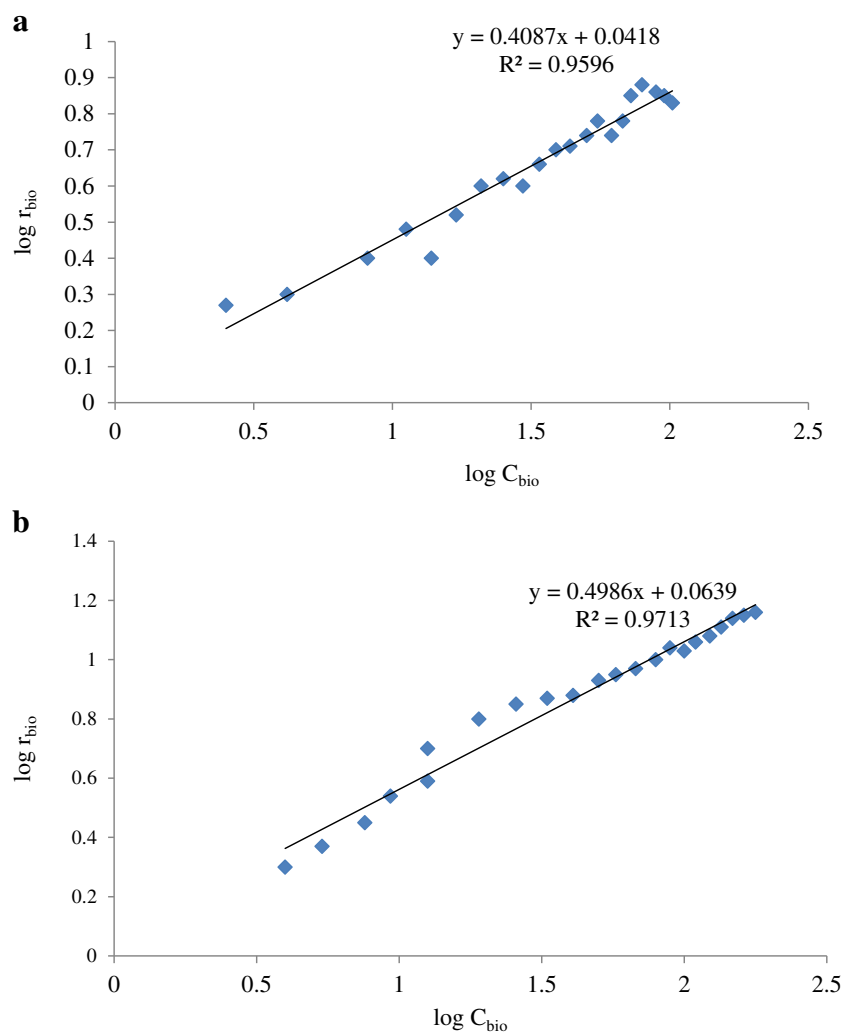 a
y = 0.4087x + 0.0418
R² = 0.9596
1
0.9
0.8
0.7
0.6
0.5
0.4
0.3
0.2
0.1
0
log r_bio
0 0.5 1 1.5 2 2.5
log C_bio
b
y = 0.4986x + 0.0639
R² = 0.9713
1.4
1.2
1
0.8
0.6
0.4
0.2
0
log r_bio
0 0.5 1 1.5 2 2.5
log C_bio